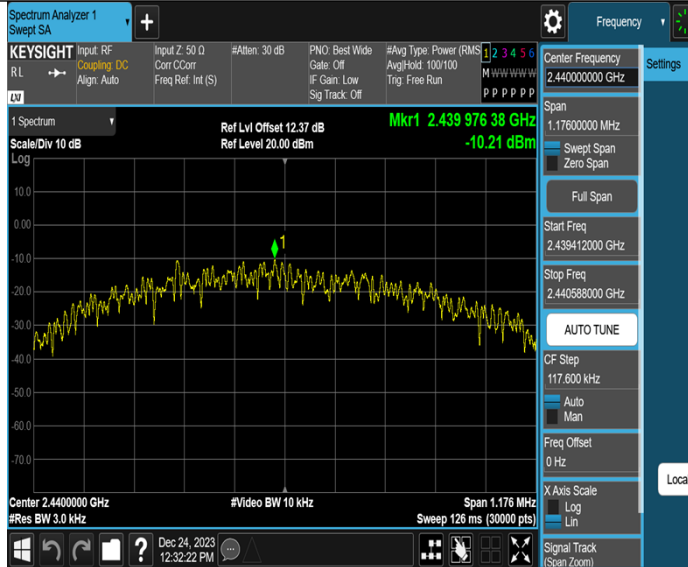 Spectrum Analyzer 1
Swept SA
+
Frequency
KEYSIGHT
RL
LXI
Input: RF
Coupling: DC
Align: Auto
Input Z: 50 Ω
Corr CCorr
Freq Ref: Int (S)
#Atten: 30 dB
PNO: Best Wide
Gate: Off
IF Gain: Low
Sig Track: Off
#Avg Type: Power (RMS
Avg|Hold: 100/100
Trig: Free Run
1 2 3 4 5 6
M W W W W W
P P P P P P
1 Spectrum
Scale/Div 10 dB
Log
Ref Lvl Offset 12.37 dB
Ref Level 20.00 dBm
Mkr1 2.439 976 38 GHz
-10.21 dBm
10.0
0.00
-10.0
-20.0
-30.0
-40.0
-50.0
-60.0
-70.0
1
Center 2.4400000 GHz
#Res BW 3.0 kHz
#Video BW 10 kHz
Span 1.176 MHz
Sweep 126 ms (30000 pts)
Dec 24, 2023
12:32:22 PM
?
Center Frequency
2.440000000 GHz
Span
1.17600000 MHz
Swept Span
Zero Span
Full Span
Start Freq
2.439412000 GHz
Stop Freq
2.440588000 GHz
AUTO TUNE
CF Step
117.600 kHz
Auto
Man
Freq Offset
0 Hz
X Axis Scale
Log
Lin
Signal Track
(Span Zoom)
Settings
Loca